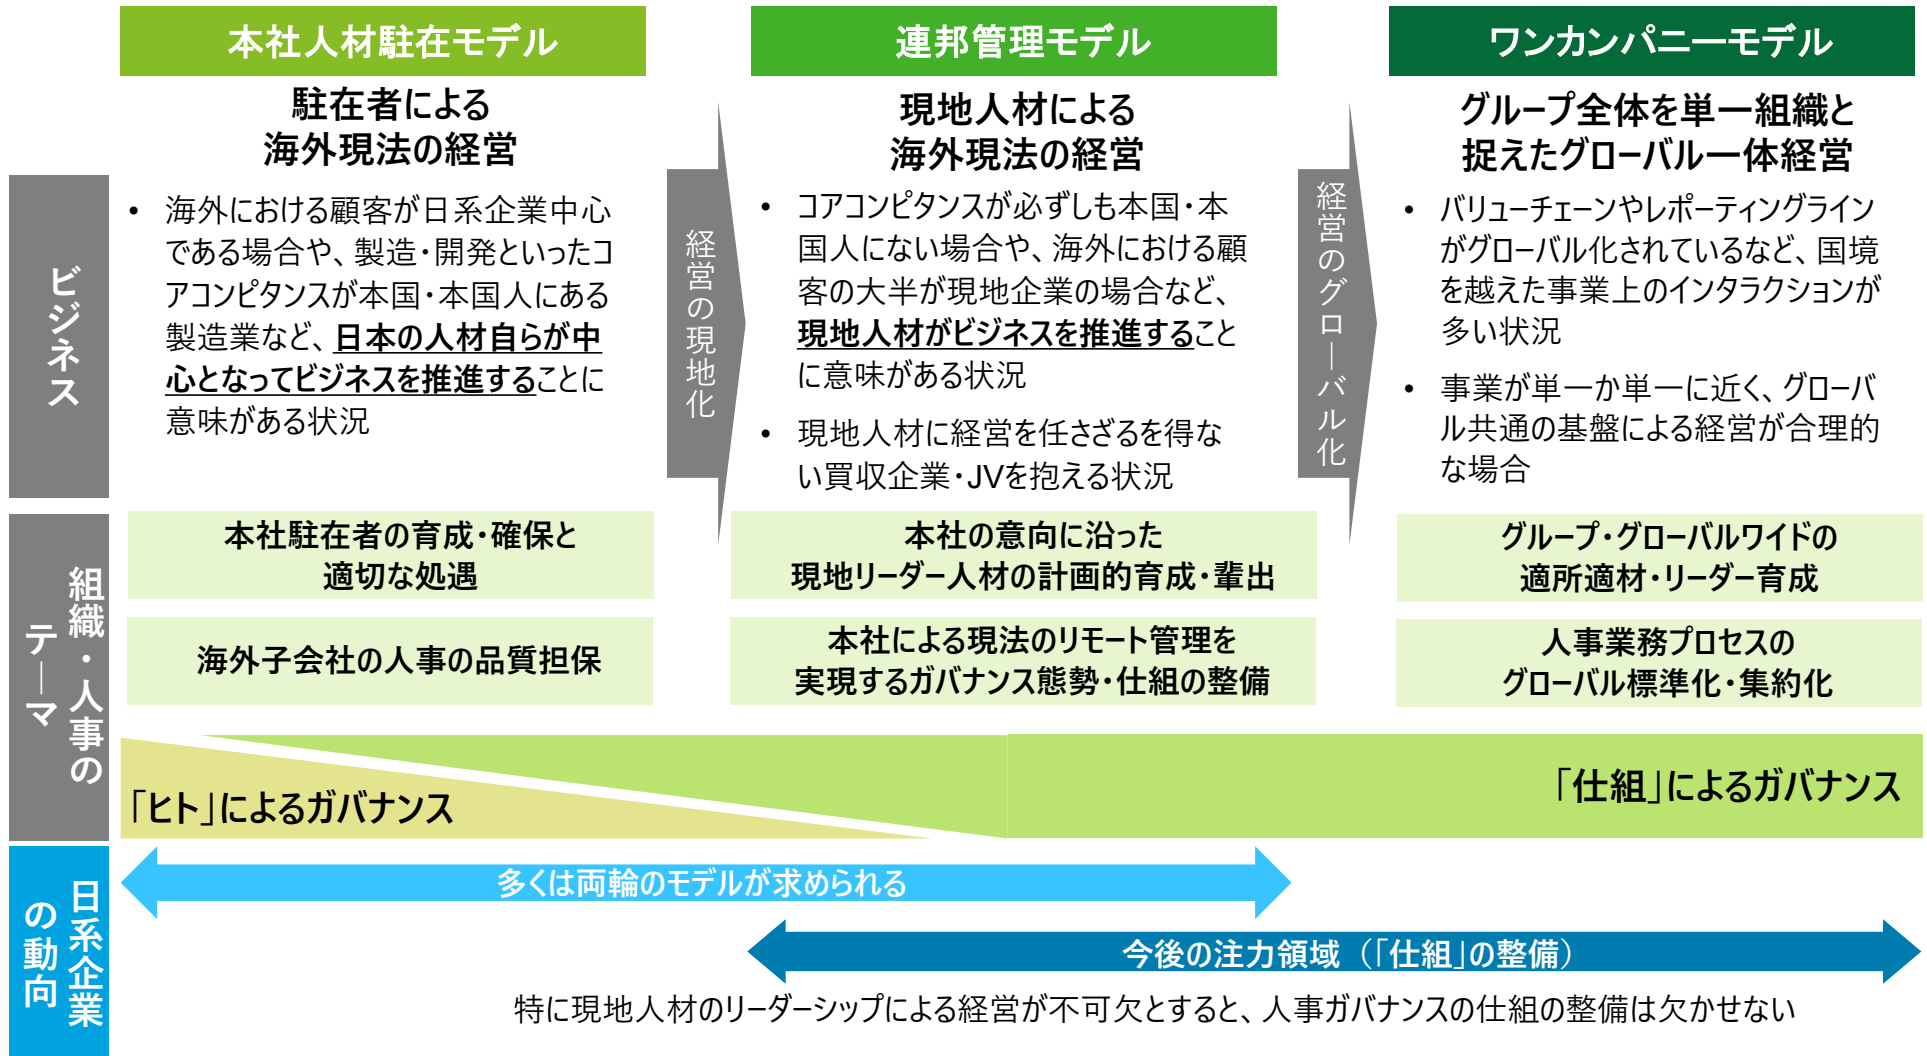 本社人材駐在モデル
連邦管理モデル
ワンカンパニーモデル
駐在者による
海外現法の経営
現地人材による
海外現法の経営
グループ全体を単一組織と
捉えたグローバル一体経営
ビジネス
• 海外における顧客が日系企業中心
である場合や、製造・開発といったコ
アコンピタンスが本国・本国人にある
製造業など、日本の人材自らが中
心となってビジネスを推進することに
意味がある状況
経営の現地化
• コアコンピタンスが必ずしも本国・本
国人にない場合や、海外における顧
客の大半が現地企業の場合など、
現地人材がビジネスを推進すること
に意味がある状況
• 現地人材に経営を任さざるを得な
い買収企業・JVを抱える状況
経営のグローバル化
• バリューチェーンやレポーティングライン
がグローバル化されているなど、国境
を越えた事業上のインタラクションが
多い状況
• 事業が単一か単一に近く、グローバ
ル共通の基盤による経営が合理的
な場合
組織・人事の
テーマ
本社駐在者の育成・確保と
適切な処遇
本社の意向に沿った
現地リーダー人材の計画的育成・輩出
グループ・グローバルワイドの
適所適材・リーダー育成
海外子会社の人事の品質担保
本社による現法のリモート管理を
実現するガバナンス態勢・仕組の整備
人事業務プロセスの
グローバル標準化・集約化
「ヒト」によるガバナンス
「仕組」によるガバナンス
日系企業
の動向
多くは両輪のモデルが求められる
今後の注力領域（「仕組」の整備）
特に現地人材のリーダーシップによる経営が不可欠とすると、人事ガバナンスの仕組の整備は欠かせない